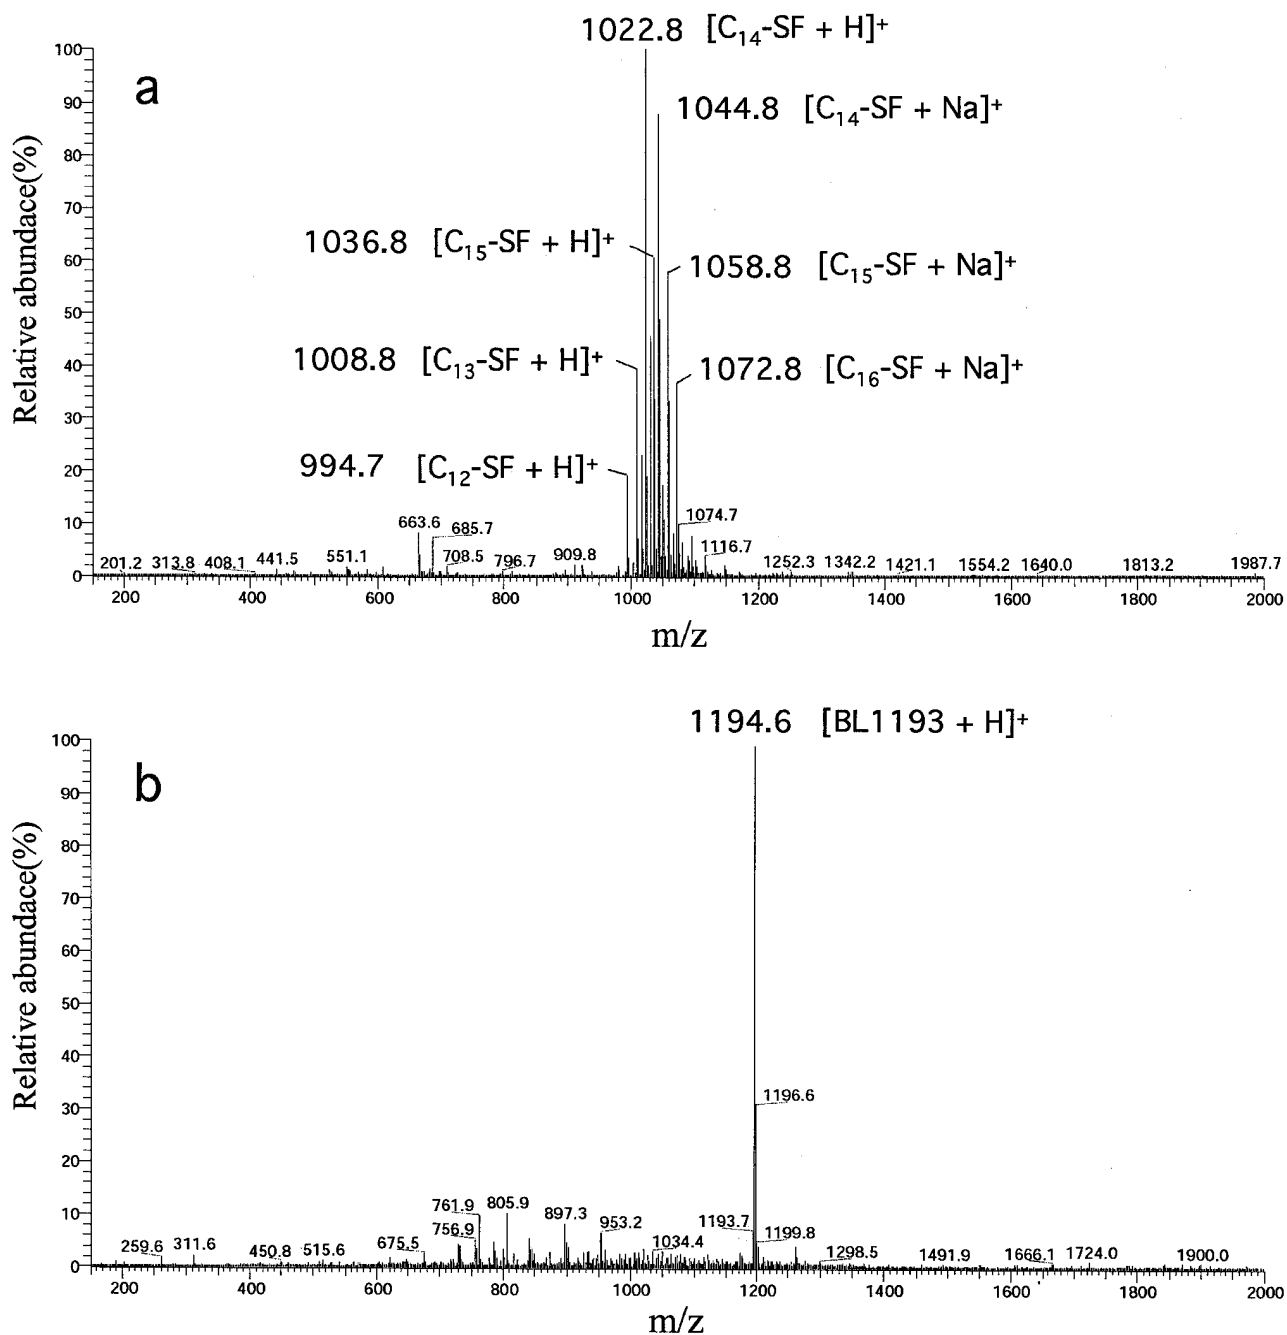 1022.8 [C₁₄-SF + H]⁺
a
1044.8 [C₁₄-SF + Na]⁺
1036.8 [C₁₅-SF + H]⁺
1058.8 [C₁₅-SF + Na]⁺
1008.8 [C₁₃-SF + H]⁺
1072.8 [C₁₆-SF + Na]⁺
994.7 [C₁₂-SF + H]⁺
Relative abundace(%)
100
90
80
70
60
50
40
30
20
10
0
201.2 313.8 408.1 441.5 551.1 663.6 685.7 708.5 796.7 909.8 1074.7 1116.7 1252.3 1342.2 1421.1 1554.2 1640.0 1813.2 1987.7
200 400 600 800 1000 1200 1400 1600 1800 2000
m/z
1194.6 [BL1193 + H]⁺
b
Relative abundace(%)
100
90
80
70
60
50
40
30
20
10
0
259.6 311.6 450.8 515.6 675.5 756.9 761.9 805.9 897.3 953.2 1034.4 1193.7 1196.6 1199.8 1298.5 1491.9 1666.1 1724.0 1900.0
200 400 600 800 1000 1200 1400 1600 1800 2000
m/z